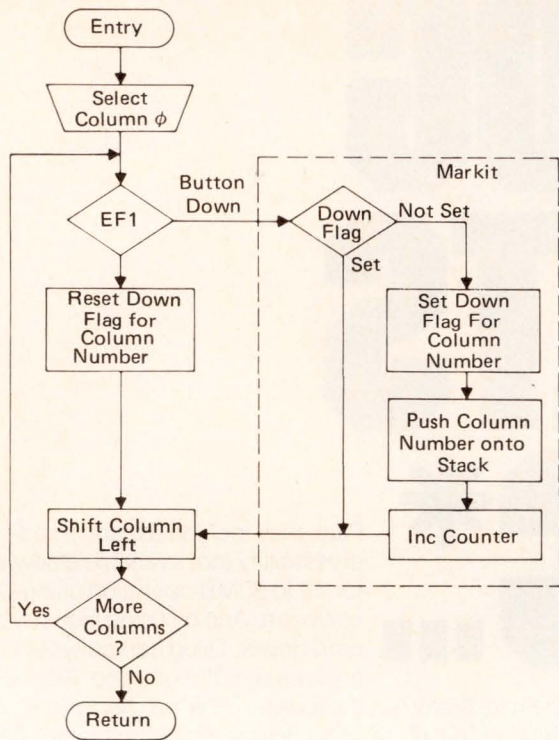 Entry
Select
Column ϕ
EF1
Button
Down
Markit
Down
Flag
Not Set
Set
Reset Down
Flag for
Column
Number
Set Down
Flag For
Column
Number
Push Column
Number onto
Stack
Inc Counter
Shift Column
Left
Yes
More
Columns
?
No
Return